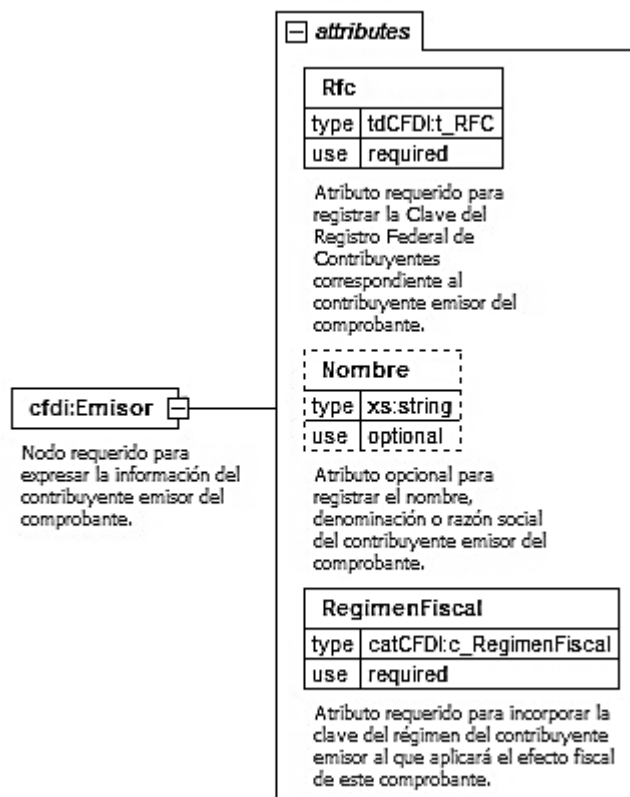 attributes
Rfc
type tdCFDI:t_RFC
use required
Atributo requerido para
registrar la Clave del
Registro Federal de
Contribuyentes
correspondiente al
contribuyente emisor del
comprobante.
Nombre
type xs:string
use optional
Atributo opcional para
registrar el nombre,
denominación o razón social
del contribuyente emisor del
comprobante.
cfdi:Emisor
Nodo requerido para
expresar la información del
contribuyente emisor del
comprobante.
RegimenFiscal
type catCFDI:c_RegimenFiscal
use required
Atributo requerido para incorporar la
clave del régimen del contribuyente
emisor al que aplicará el efecto fiscal
de este comprobante.